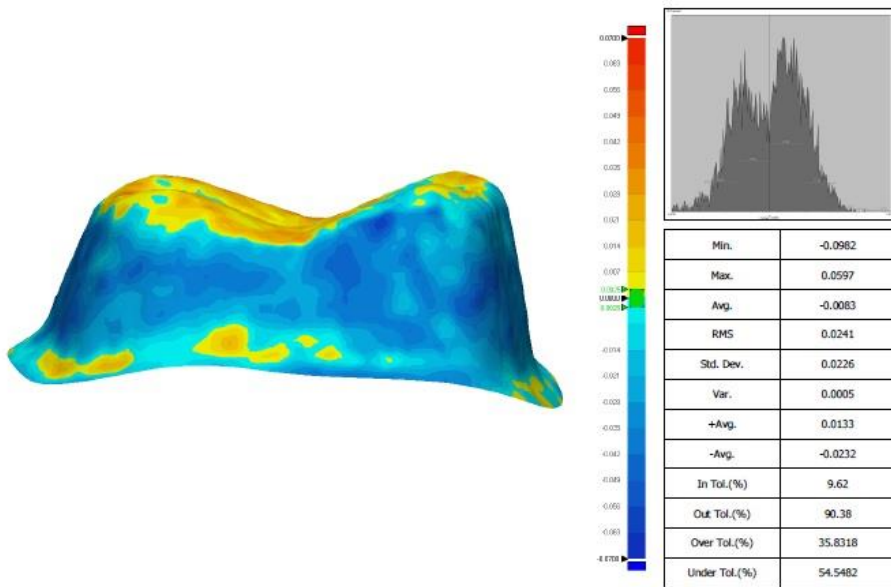 0.0700
0.063
0.056
0.049
0.042
0.035
0.028
0.021
0.014
0.007
0.0000
-0.014
-0.021
-0.028
-0.035
-0.042
-0.049
-0.056
-0.063
-0.0700
Min. -0.0982
Max. 0.0597
Avg. -0.0083
RMS 0.0241
Std. Dev. 0.0226
Var. 0.0005
+Avg. 0.0133
-Avg. -0.0232
In Tol.(%) 9.62
Out Tol.(%) 90.38
Over Tol.(%) 35.8318
Under Tol.(%) 54.5482